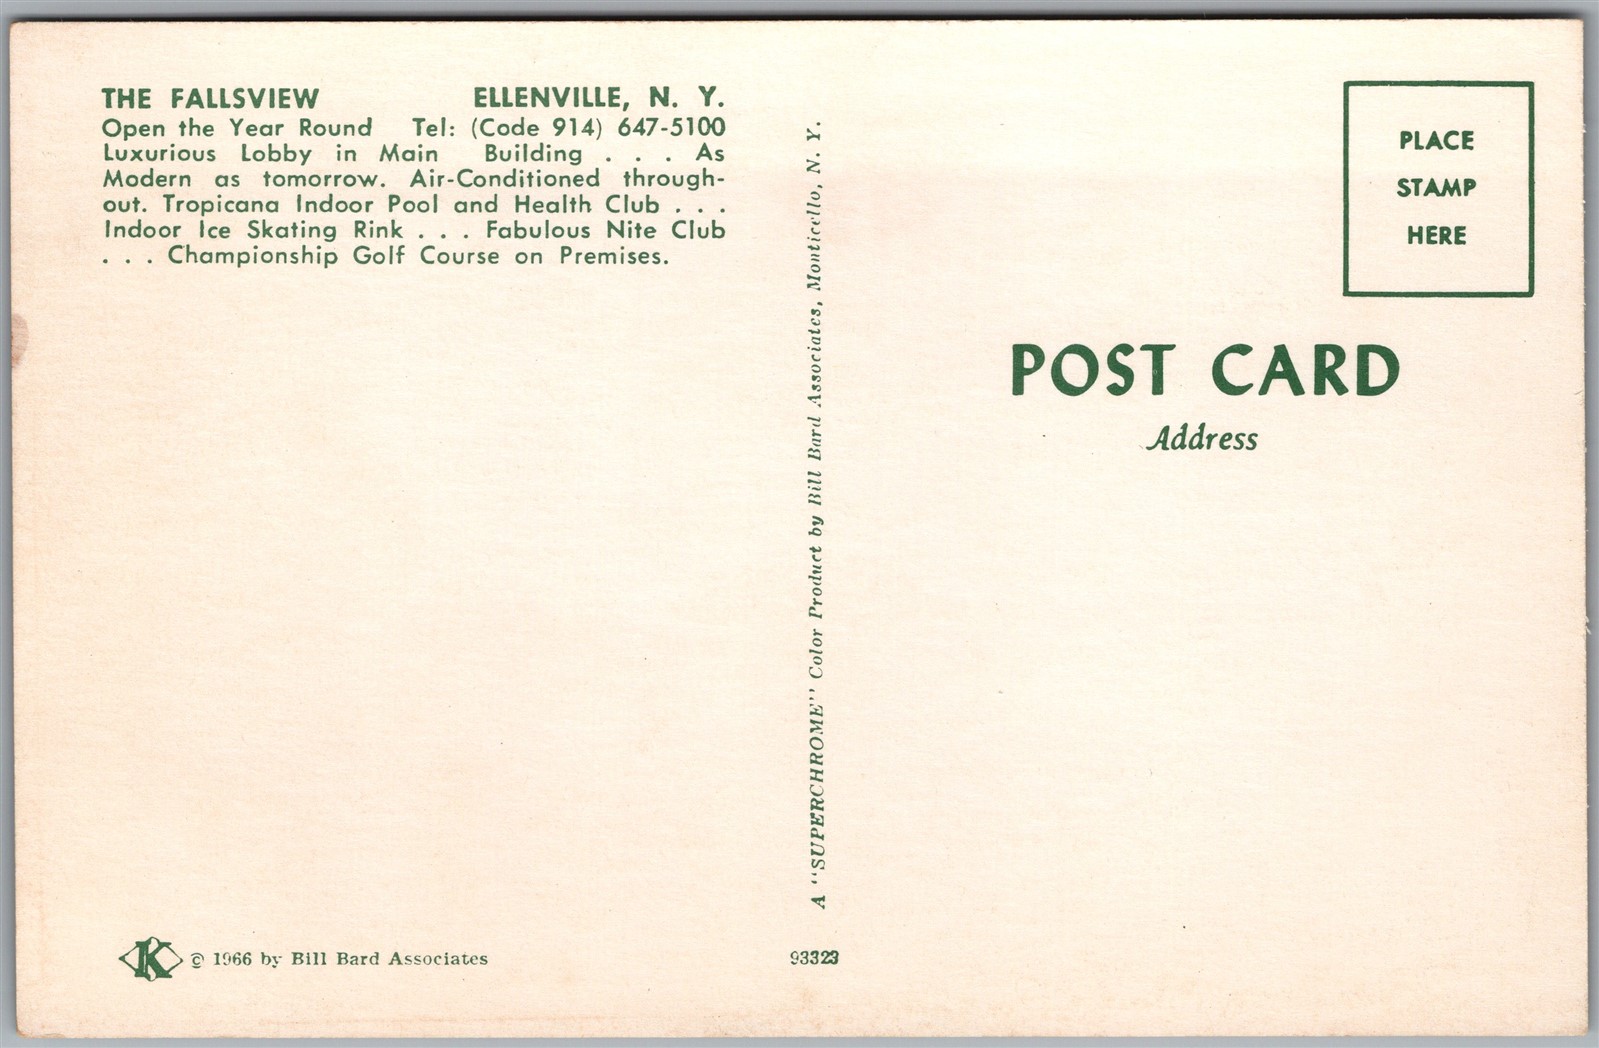 THE FALLSVIEW ELLENVILLE, N. Y.
Open the Year Round Tel: (Code 914) 647-5100
Luxurious Lobby in Main Building . . . As
Modern as tomorrow. Air-Conditioned through-
out. Tropicana Indoor Pool and Health Club . . .
Indoor Ice Skating Rink . . . Fabulous Nite Club
. . . Championship Golf Course on Premises.
K © 1966 by Bill Bard Associates
A "SUPERCHROME" Color Product by Bill Bard Associates, Monticello, N. Y.
93323
PLACE
STAMP
HERE
POST CARD
Address